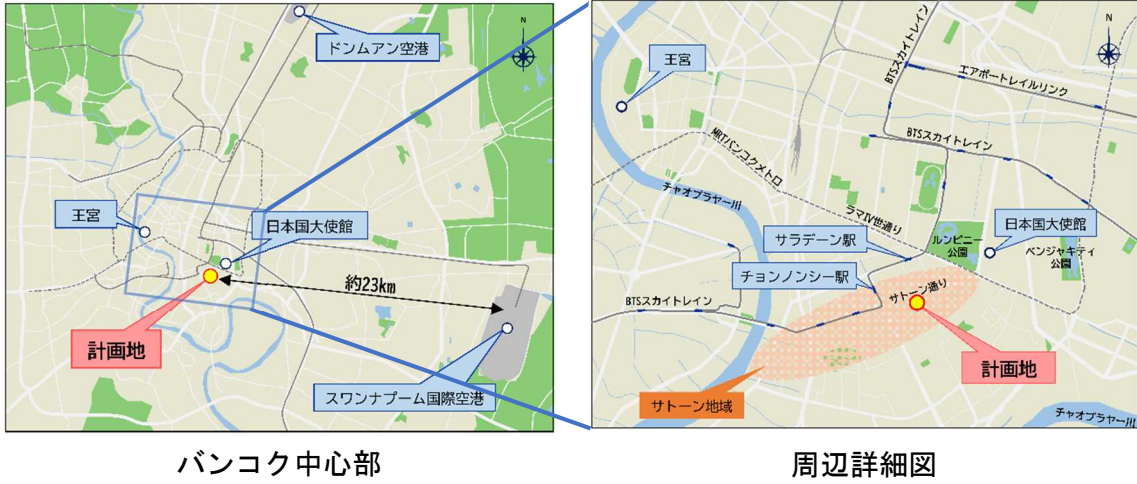 N
ドンムアン空港
王宮
日本国大使館
約23km
計画地
スワンナプーム国際空港
バンコク中心部
N
王宮
BTSスカイトレイン
エアポートレイルリンク
MRTバンコクメトロ
BTSスカイトレイン
チャオプラヤー川
ラマⅣ世通り
日本国大使館
サラデーン駅
ルンピニー
公園
ベンジャキティ
公園
チョンノンシー駅
サトーン通り
BTSスカイトレイン
計画地
サトーン地域
チャオプラヤー川
周辺詳細図